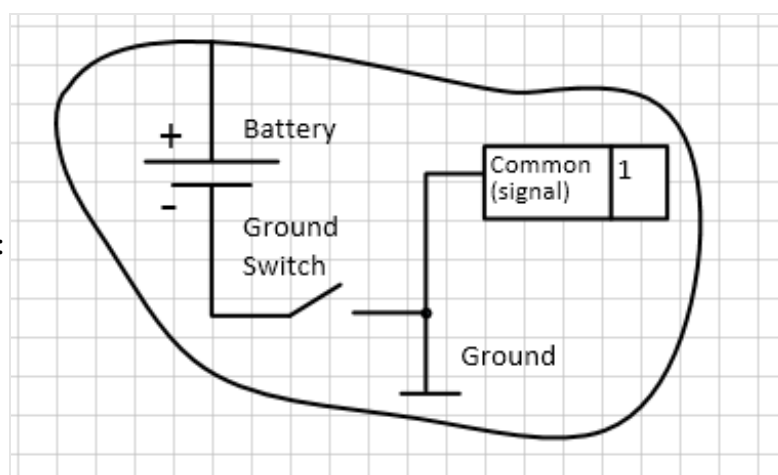 +
Battery
-
Common
(signal)
1
Ground
Switch
:
Ground